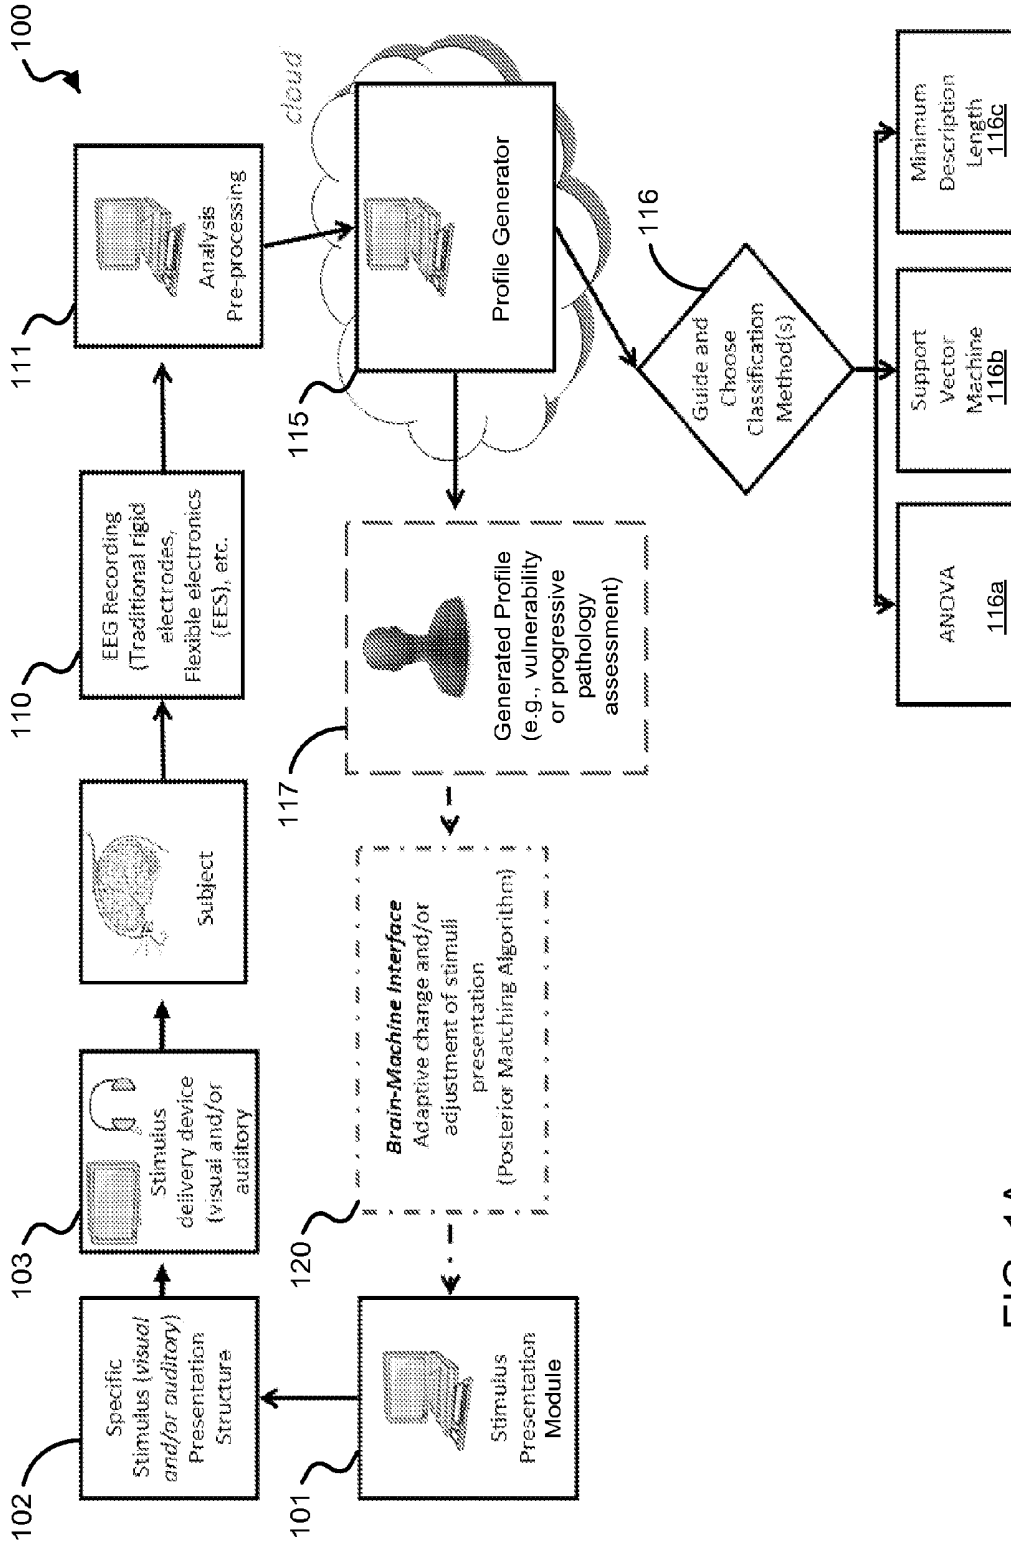 100
102
Specific
Stimulus (visual
and/or auditory)
Presentation
Structure
103
Stimulus
delivery device
(visual and/or
auditory
Subject
110
EEG Recording
(Traditional rigid
electrodes,
Flexible electronics
(EES), etc.
111
Analysis
Pre-processing
101
Stimulus
Presentation
Module
120
Brain-Machine Interface
Adaptive change and/or
adjustment of stimuli
presentation
(Posterior Matching Algorithm)
117
Generated Profile
(e.g., vulnerability
or progressive
pathology
assessment)
115
cloud
Profile Generator
116
Guide and
Choose
Classification
Method(s)
ANOVA
116a
Support
Vector
Machine
116b
Minimum
Description
Length
116c